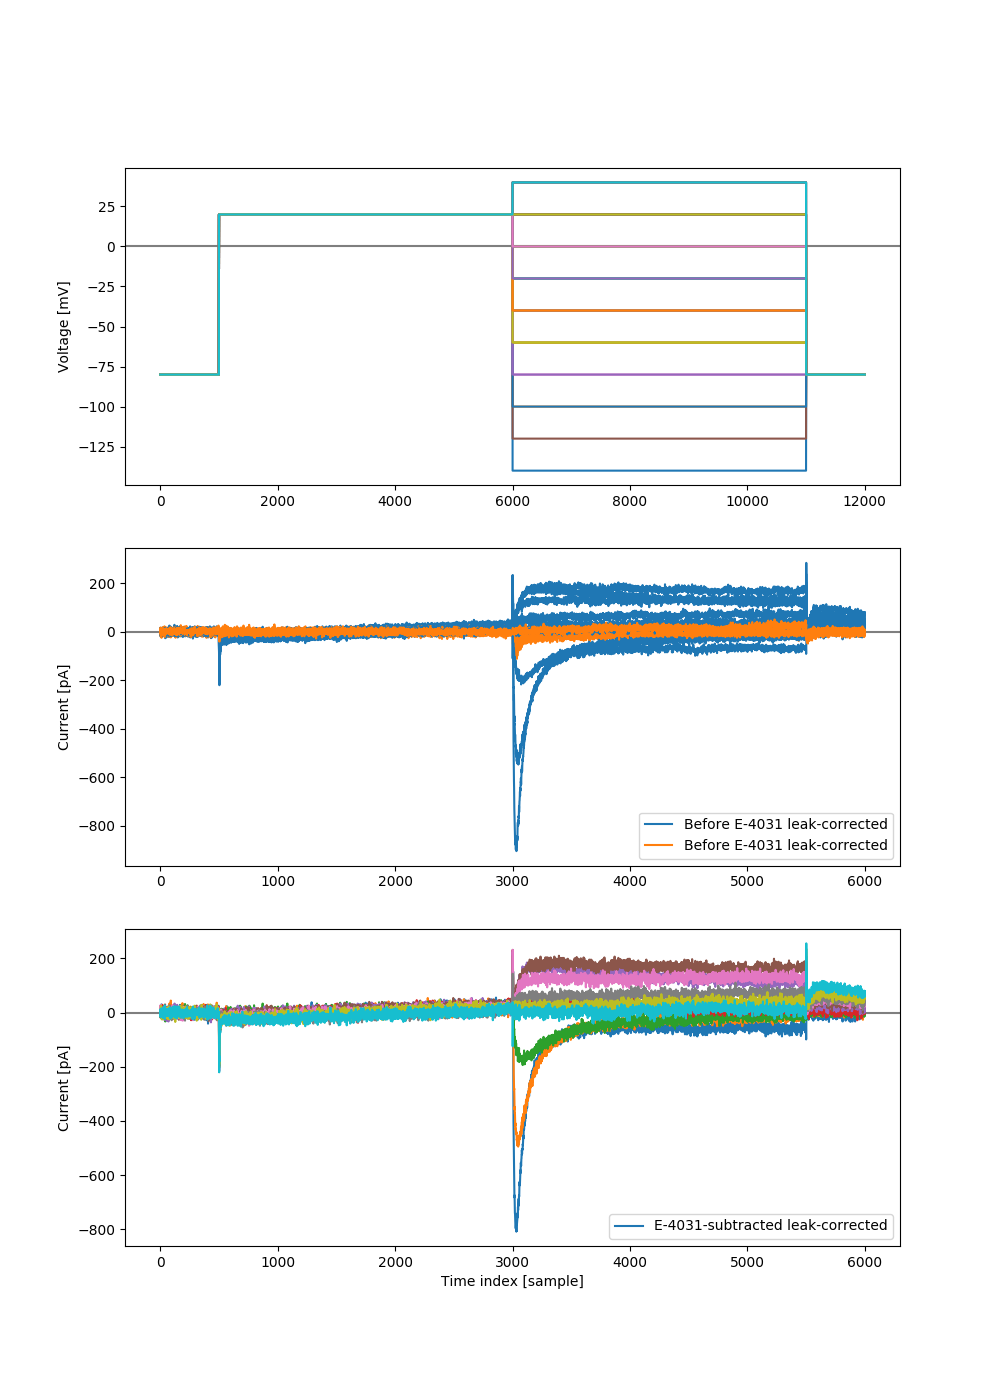 25
0
−25
−50
−75
−100
−125
Voltage [mV]
0 2000 4000 6000 8000 10000 12000
200
0
−200
−400
−600
−800
Current [pA]
Before E-4031 leak-corrected
Before E-4031 leak-corrected
0 1000 2000 3000 4000 5000 6000
200
0
−200
−400
−600
−800
Current [pA]
E-4031-subtracted leak-corrected
0 1000 2000 3000 4000 5000 6000
Time index [sample]